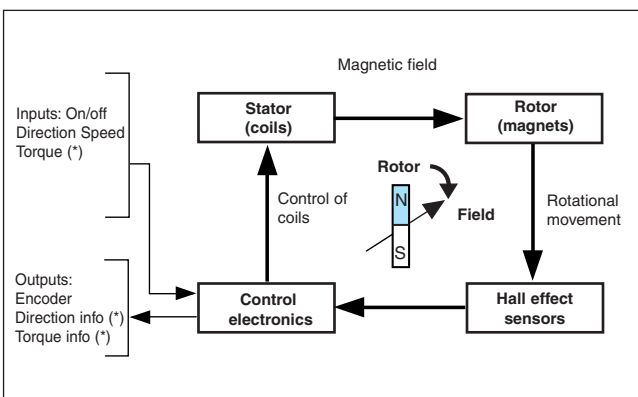 Magnetic field
Inputs: On/off
Direction Speed
Torque (*)
Stator
(coils)
Rotor
(magnets)
Rotor
N
S
Field
Control of
coils
Rotational
movement
Outputs:
Encoder
Direction info (*)
Torque info (*)
Control
electronics
Hall effect
sensors